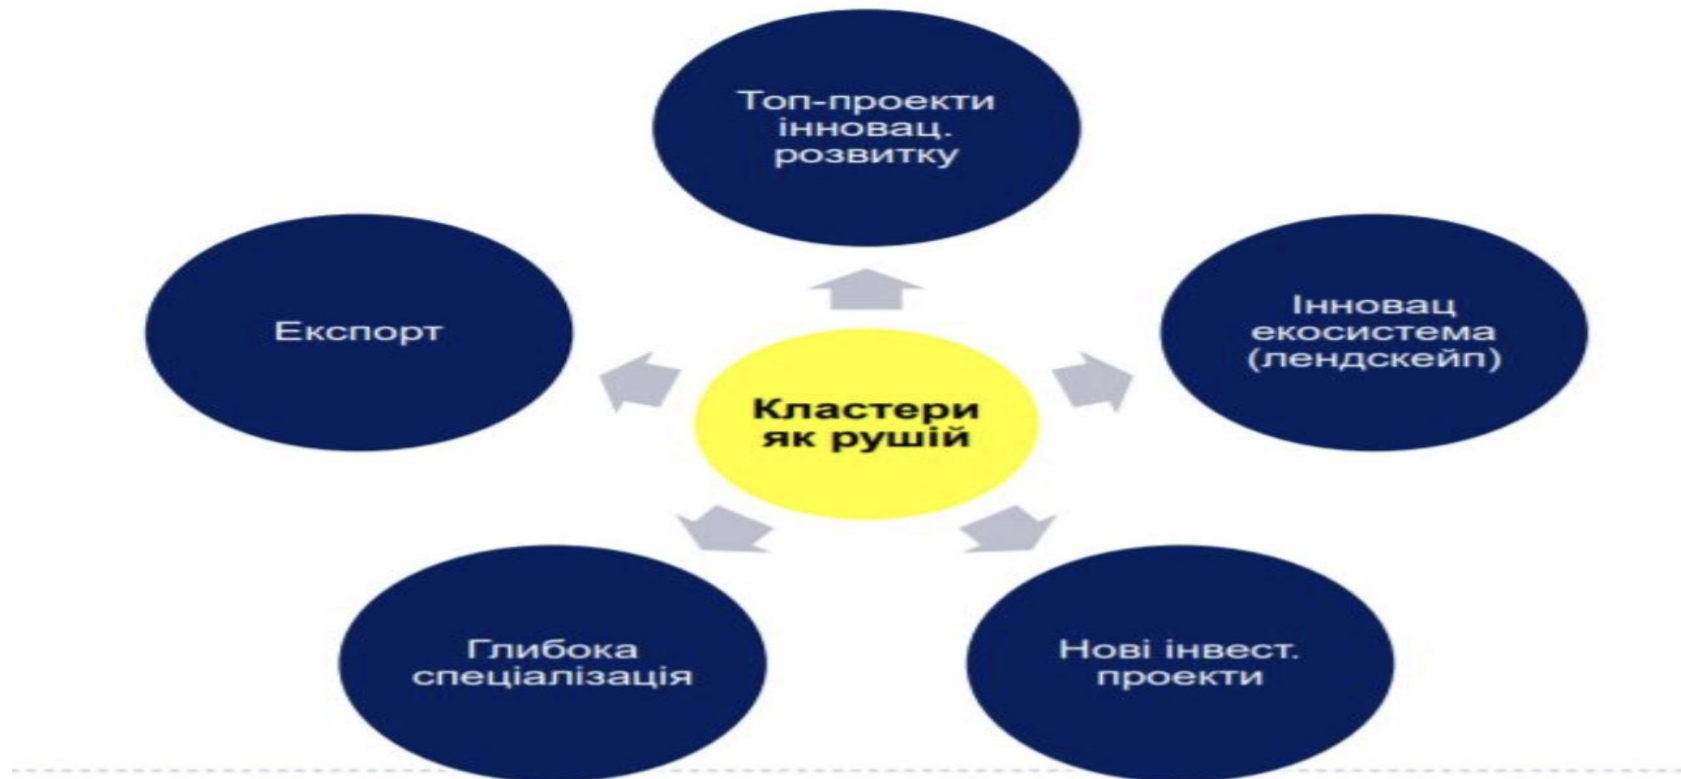 Топ-проекти
інновац.
розвитку
Експорт
Інновац
екосистема
(лендскейп)
Кластери
як рушій
Глибока
спеціалізація
Нові інвест.
проекти